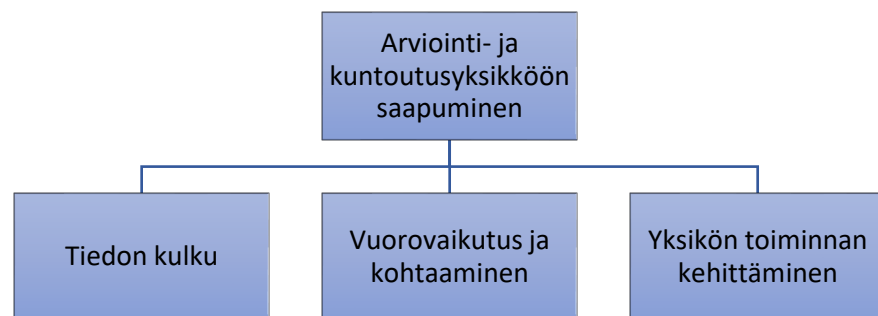 Arviointi- ja
kuntoutusyksikköön
saapuminen
Tiedon kulku
Vuorovaikutus ja
kohtaaminen
Yksikön toiminnan
kehittäminen